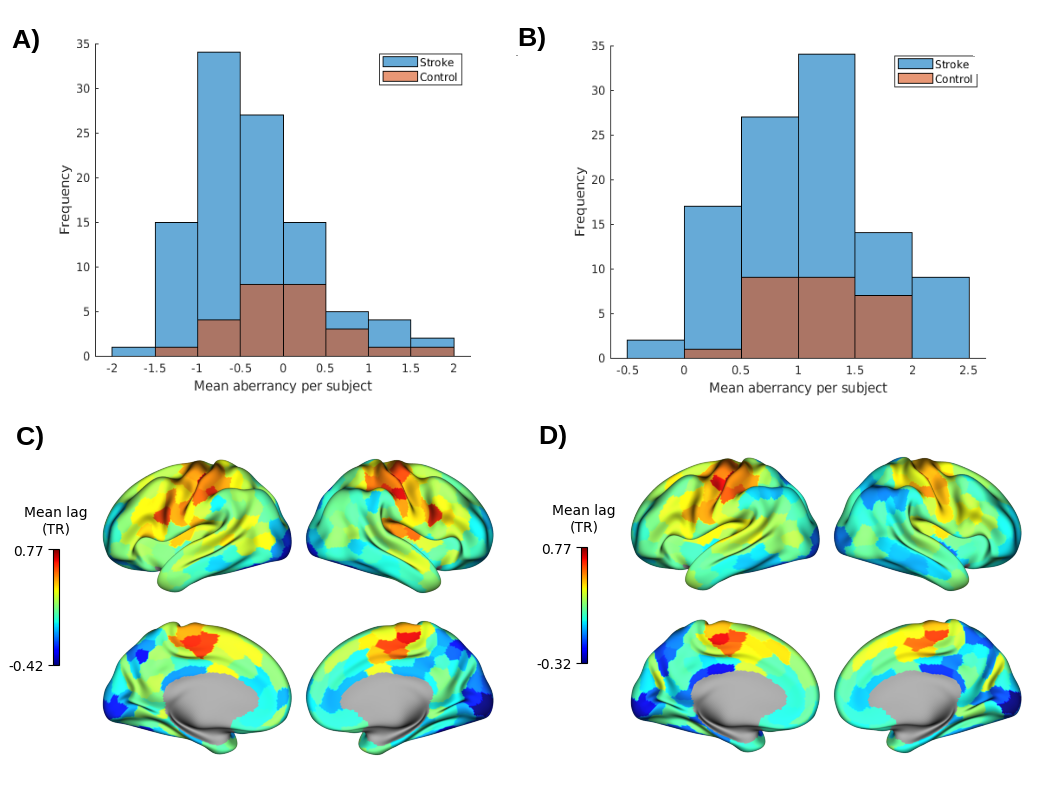 A)
35
30
25
20
15
10
5
0
Frequency
-2 -1.5 -1 -0.5 0 0.5 1 1.5 2
Mean aberrancy per subject
Stroke
Control
B)
35
30
25
20
15
10
5
0
Frequency
-0.5 0 0.5 1 1.5 2 2.5
Mean aberrancy per subject
Stroke
Control
C)
Mean lag
(TR)
0.77
-0.42
D)
Mean lag
(TR)
0.77
-0.32